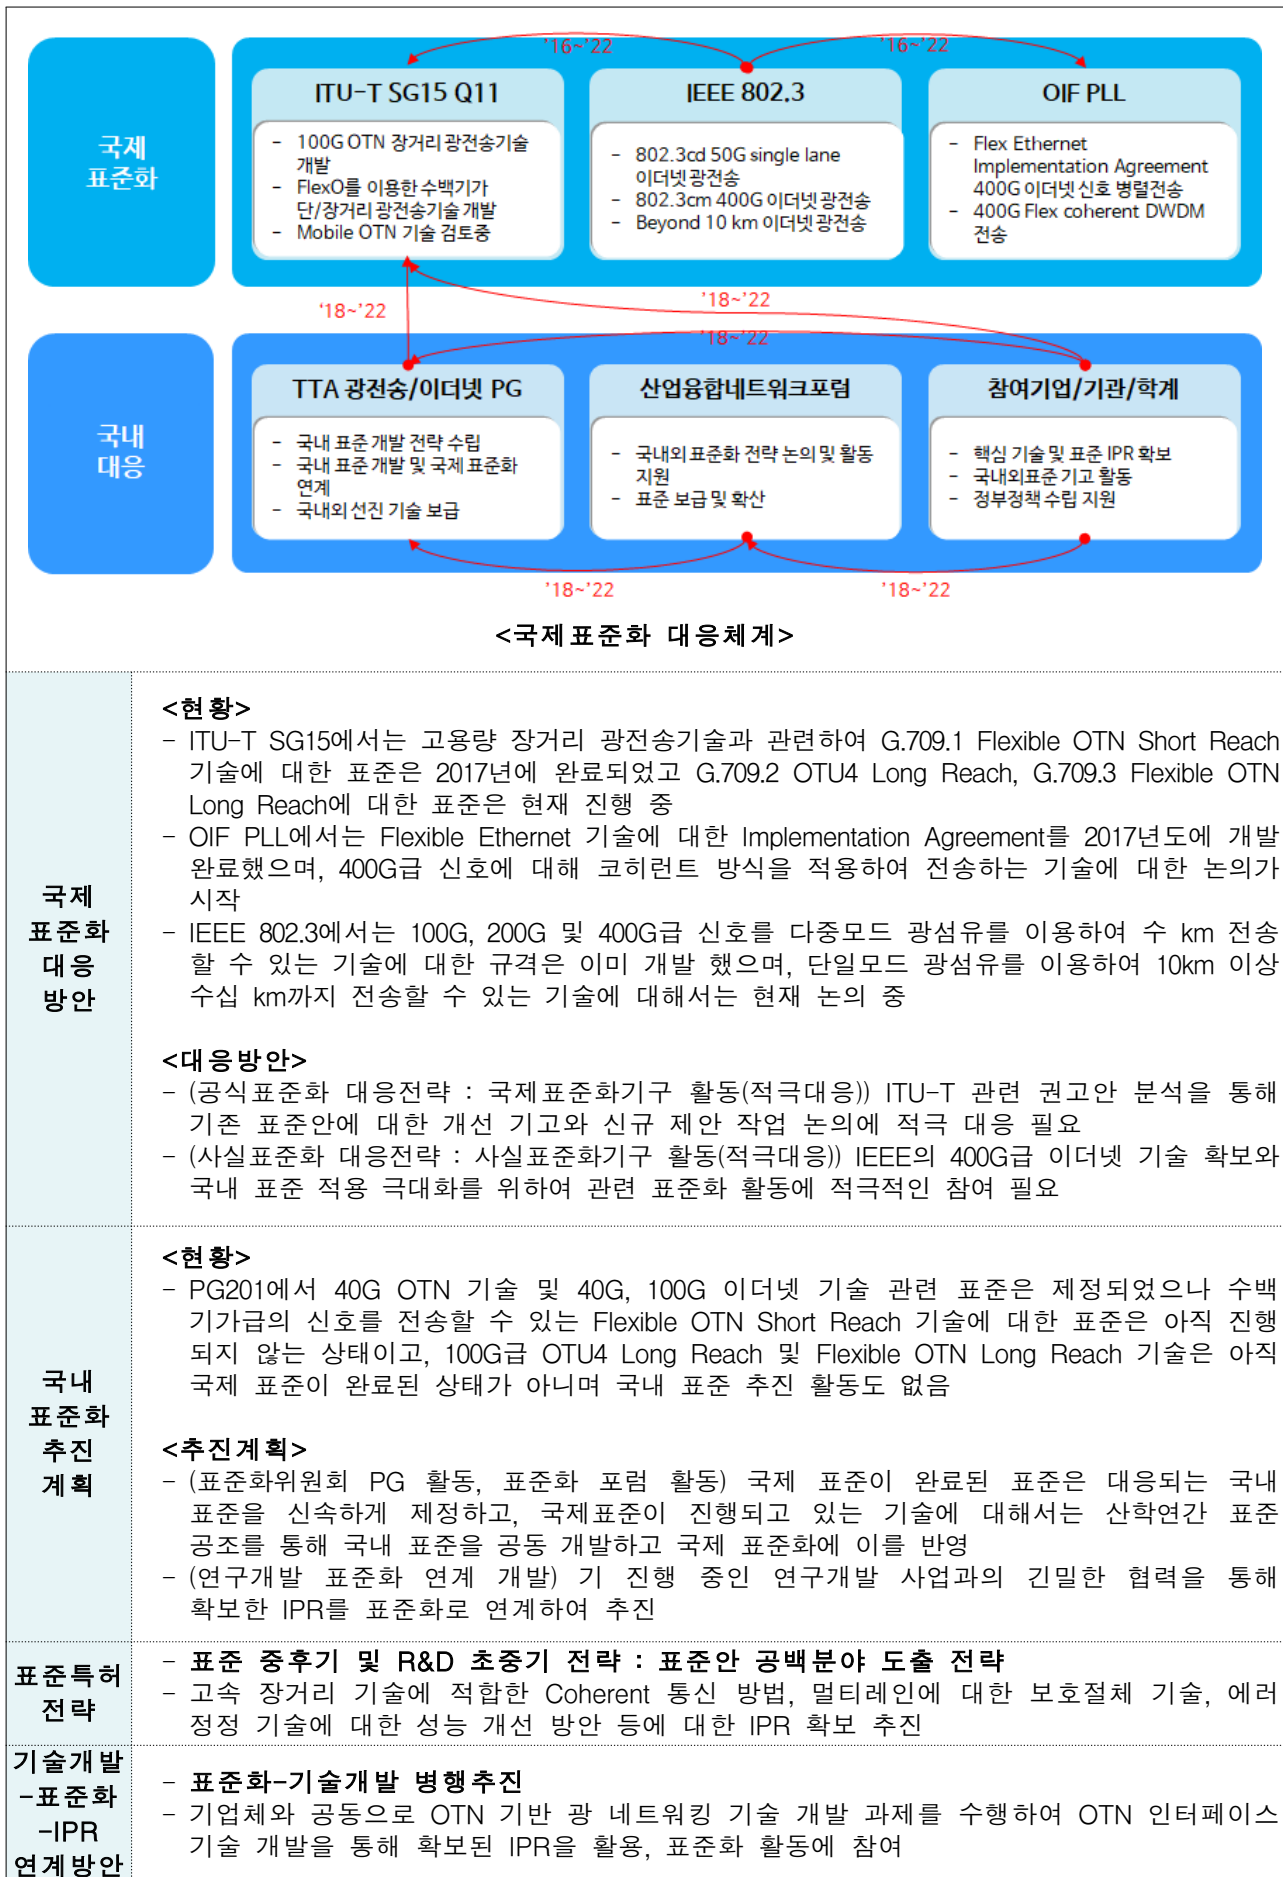 '16~'22
'16~'22
국제
표준화
ITU-T SG15 Q11
- 100G OTN 장거리 광전송기술
개발
- FlexO를 이용한 수백기가
단/장거리 광전송기술 개발
- Mobile OTN 기술 검토중
IEEE 802.3
- 802.3cd 50G single lane
이더넷 광전송
- 802.3cm 400G 이더넷 광전송
- Beyond 10 km 이더넷 광전송
OIF PLL
- Flex Ethernet
Implementation Agreement
400G 이더넷 신호 병렬전송
- 400G Flex coherent DWDM
전송
'18~'22
'18~'22
'18~'22
국내
대응
TTA 광전송/이더넷 PG
- 국내 표준 개발 전략 수립
- 국내 표준 개발 및 국제 표준화
연계
- 국내외 선진 기술 보급
산업융합네트워크포럼
- 국내외 표준화 전략 논의 및 활동
지원
- 표준 보급 및 확산
참여기업/기관/학계
- 핵심 기술 및 표준 IPR 확보
- 국내외표준 기고 활동
- 정부정책 수립 지원
'18~'22
'18~'22
<국제표준화 대응체계>
국제
표준화
대응
방안
<현황>
- ITU-T SG15에서는 고용량 장거리 광전송기술과 관련하여 G.709.1 Flexible OTN Short Reach
기술에 대한 표준은 2017년에 완료되었고 G.709.2 OTU4 Long Reach, G.709.3 Flexible OTN
Long Reach에 대한 표준은 현재 진행 중
- OIF PLL에서는 Flexible Ethernet 기술에 대한 Implementation Agreement를 2017년도에 개발
완료했으며, 400G급 신호에 대해 코히런트 방식을 적용하여 전송하는 기술에 대한 논의가
시작
- IEEE 802.3에서는 100G, 200G 및 400G급 신호를 다중모드 광섬유를 이용하여 수 km 전송
할 수 있는 기술에 대한 규격은 이미 개발 했으며, 단일모드 광섬유를 이용하여 10km 이상
수십 km까지 전송할 수 있는 기술에 대해서는 현재 논의 중
<대응방안>
- (공식표준화 대응전략 : 국제표준화기구 활동(적극대응)) ITU-T 관련 권고안 분석을 통해
기존 표준안에 대한 개선 기고와 신규 제안 작업 논의에 적극 대응 필요
- (사실표준화 대응전략 : 사실표준화기구 활동(적극대응)) IEEE의 400G급 이더넷 기술 확보와
국내 표준 적용 극대화를 위하여 관련 표준화 활동에 적극적인 참여 필요
국내
표준화
추진
계획
<현황>
- PG201에서 40G OTN 기술 및 40G, 100G 이더넷 기술 관련 표준은 제정되었으나 수백
기가급의 신호를 전송할 수 있는 Flexible OTN Short Reach 기술에 대한 표준은 아직 진행
되지 않는 상태이고, 100G급 OTU4 Long Reach 및 Flexible OTN Long Reach 기술은 아직
국제 표준이 완료된 상태가 아니며 국내 표준 추진 활동도 없음
<추진계획>
- (표준화위원회 PG 활동, 표준화 포럼 활동) 국제 표준이 완료된 표준은 대응되는 국내
표준을 신속하게 제정하고, 국제표준이 진행되고 있는 기술에 대해서는 산학연간 표준
공조를 통해 국내 표준을 공동 개발하고 국제 표준화에 이를 반영
- (연구개발 표준화 연계 개발) 기 진행 중인 연구개발 사업과의 긴밀한 협력을 통해
확보한 IPR를 표준화로 연계하여 추진
표준특허
전략
- 표준 중후기 및 R&D 초중기 전략 : 표준안 공백분야 도출 전략
- 고속 장거리 기술에 적합한 Coherent 통신 방법, 멀티레인에 대한 보호절체 기술, 에러
정정 기술에 대한 성능 개선 방안 등에 대한 IPR 확보 추진
기술개발
-표준화
-IPR
연계방안
- 표준화-기술개발 병행추진
- 기업체와 공동으로 OTN 기반 광 네트워킹 기술 개발 과제를 수행하여 OTN 인터페이스
기술 개발을 통해 확보된 IPR을 활용, 표준화 활동에 참여